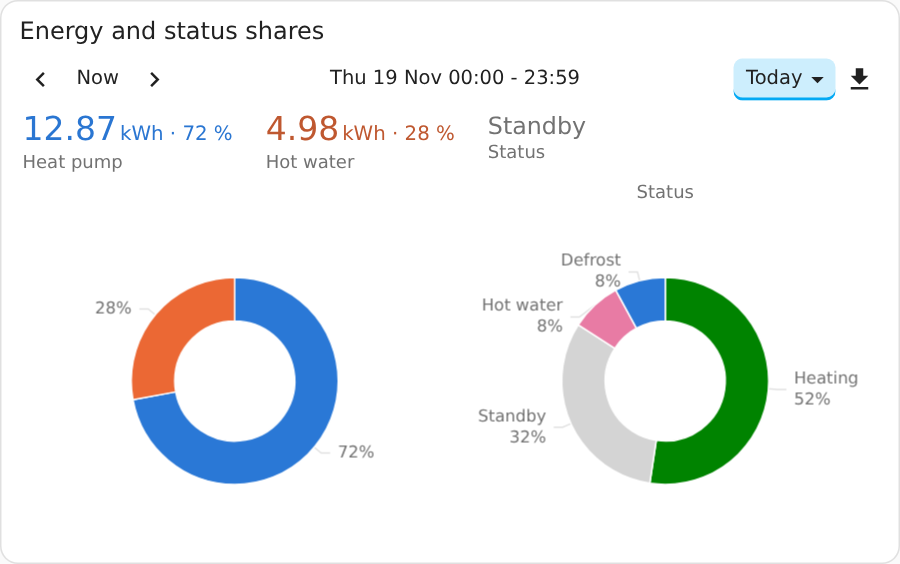 Energy and status shares
Now
Thu 19 Nov 00:00 - 23:59
Today
12.87 kWh · 72 %
Heat pump
4.98 kWh · 28 %
Hot water
Standby
Status
Status
28%
72%
Defrost
8%
Hot water
8%
Standby
32%
Heating
52%